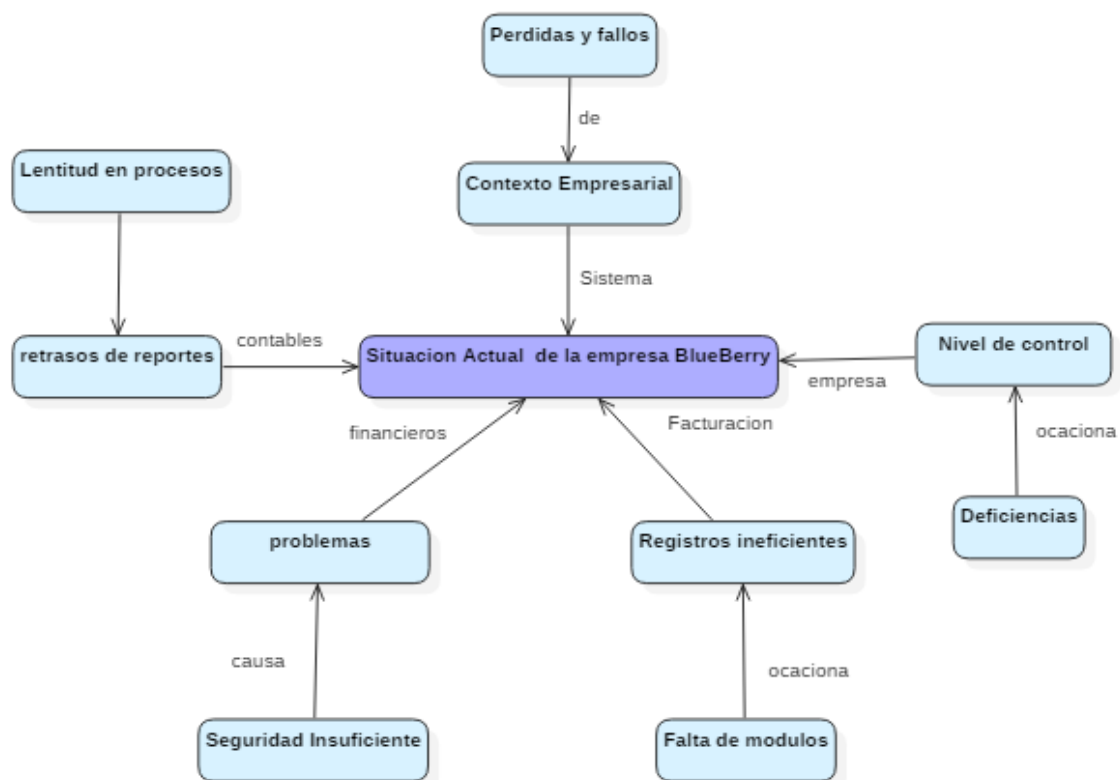 Perdidas y fallos
de
Lentitud en procesos
Contexto Empresarial
Sistema
retrasos de reportes
contables
Situacion Actual  de la empresa BlueBerry
Nivel de control
empresa
financieros
Facturacion
ocaciona
Deficiencias
problemas
Registros ineficientes
causa
ocaciona
Seguridad Insuficiente
Falta de modulos